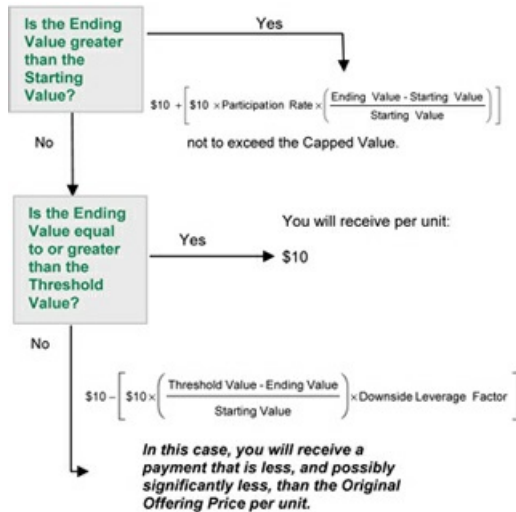 Is the Ending
Value greater
than the
Starting
Value?
Yes
$10 + [$10 × Participation Rate × (Ending Value - Starting Value / Starting Value)]
not to exceed the Capped Value.
No
Is the Ending
Value equal
to or greater
than the
Threshold
Value?
Yes
You will receive per unit:
$10
No
$10 – [$10 × (Threshold Value - Ending Value / Starting Value) × Downside Leverage Factor]
In this case, you will receive a
payment that is less, and possibly
significantly less, than the Original
Offering Price per unit.